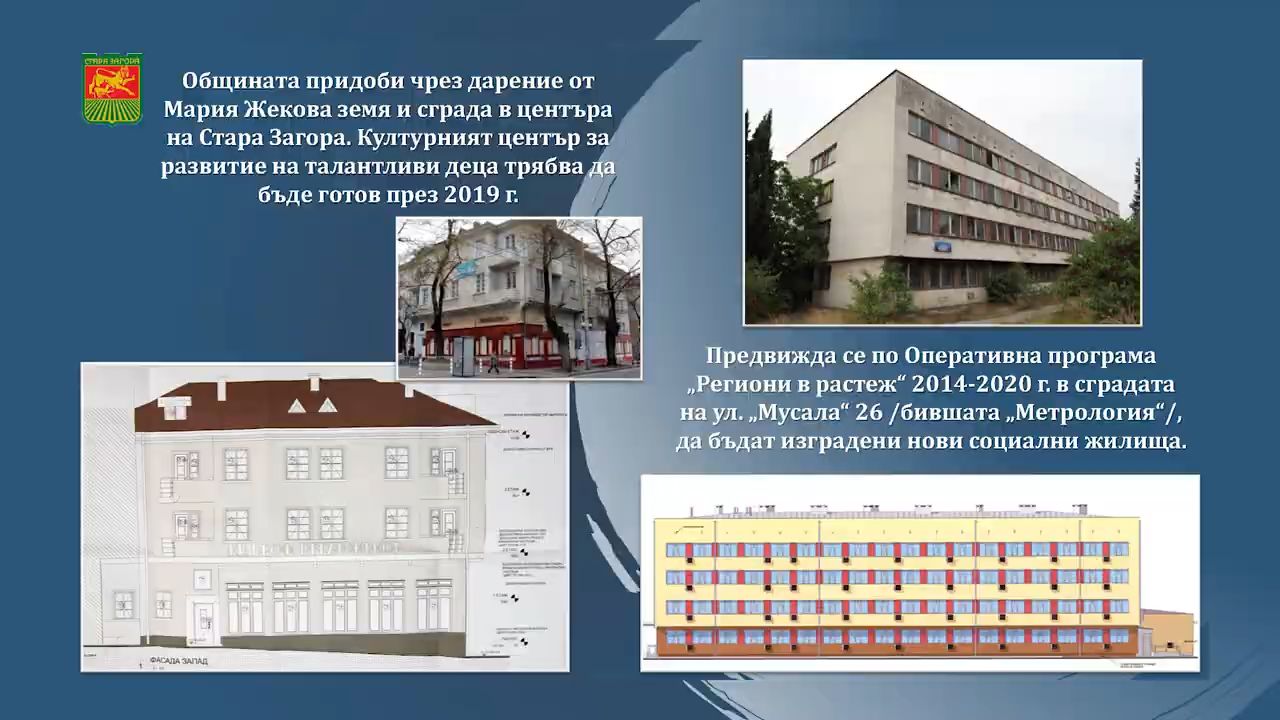 СТАРА ЗАГОРА
Общината придоби чрез дарение от
Мария Жекова земя и сграда в центъра
на Стара Загора. Културният център за
развитие на талантливи деца трябва да
бъде готов през 2019 г.
Предвижда се по Оперативна програма
„Региони в растеж“ 2014-2020 г. в сградата
на ул. „Мусала“ 26 /бившата „Метрология“/,
да бъдат изградени нови социални жилища.
1 ФАСАДА ЗАПАД